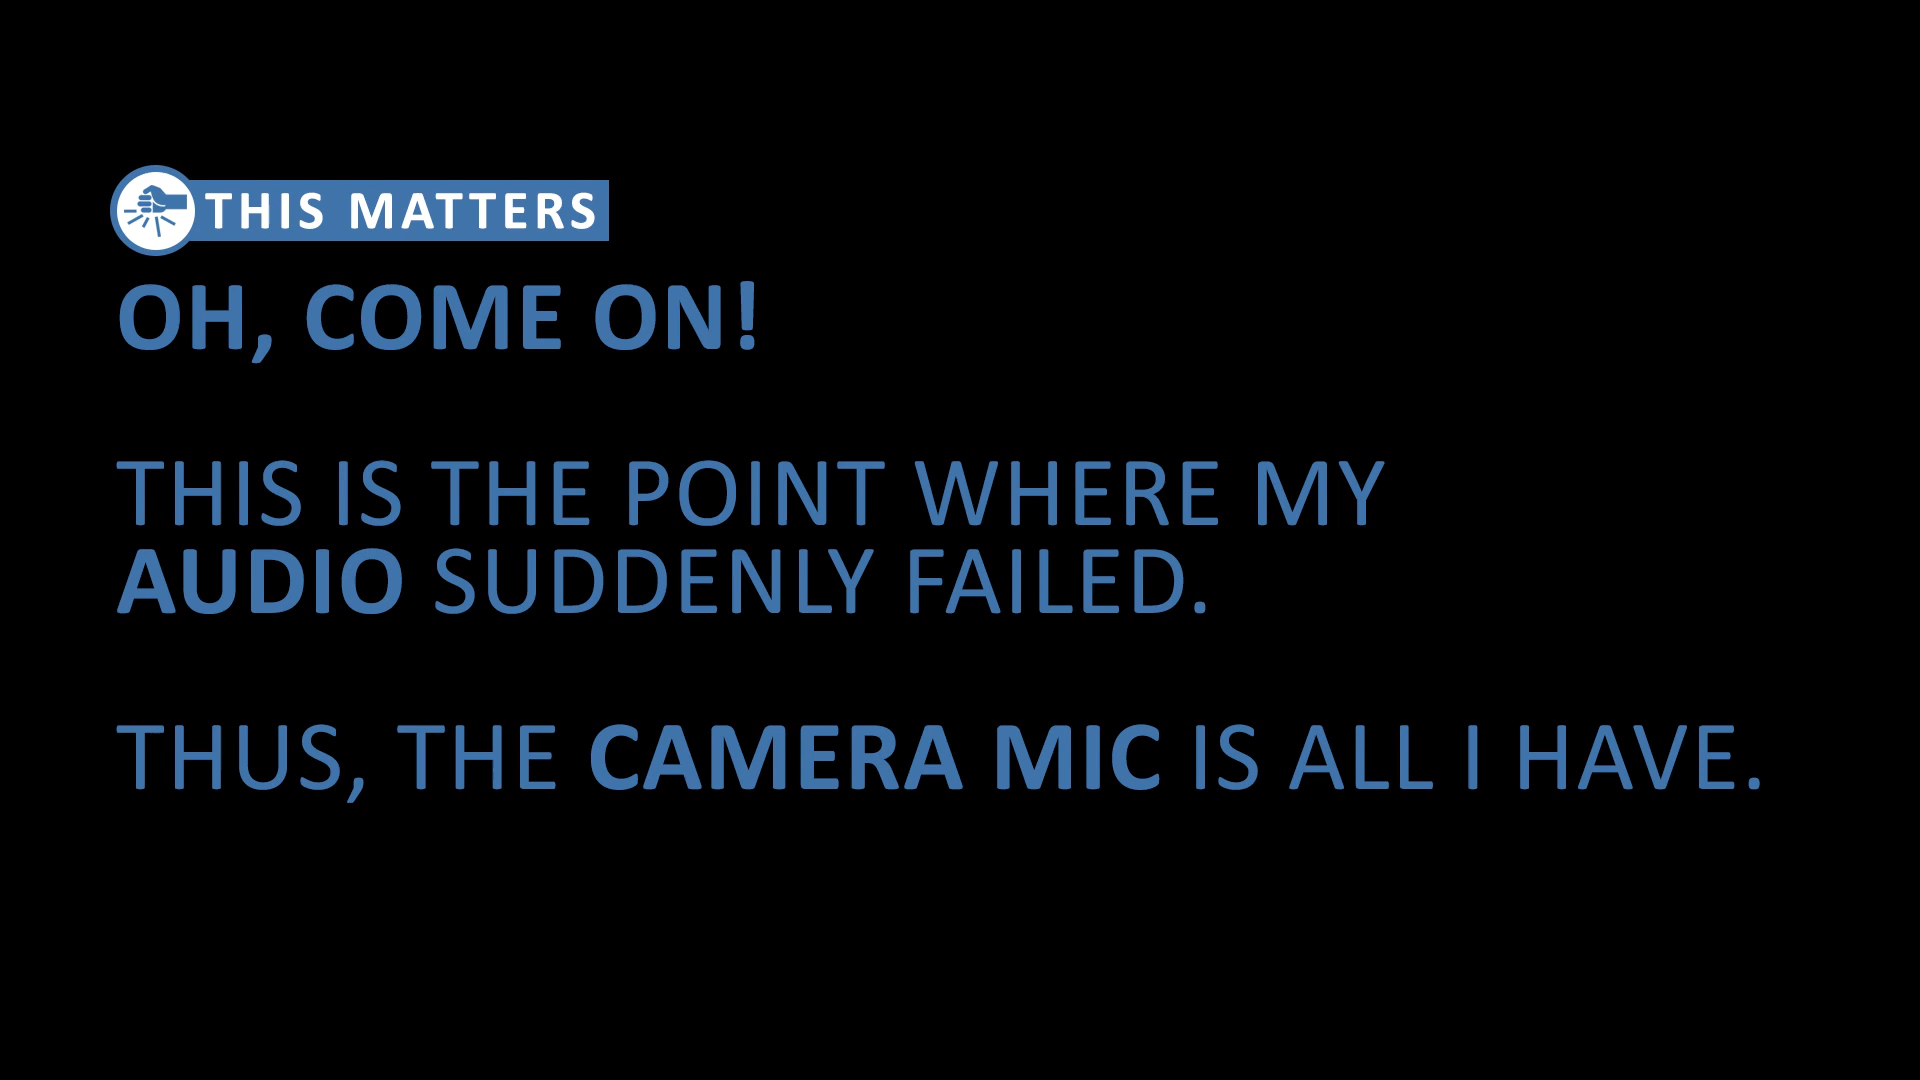 THIS MATTERS
OH, COME ON!
THIS IS THE POINT WHERE MY
AUDIO SUDDENLY FAILED.
THUS, THE CAMERA MIC IS ALL I HAVE.